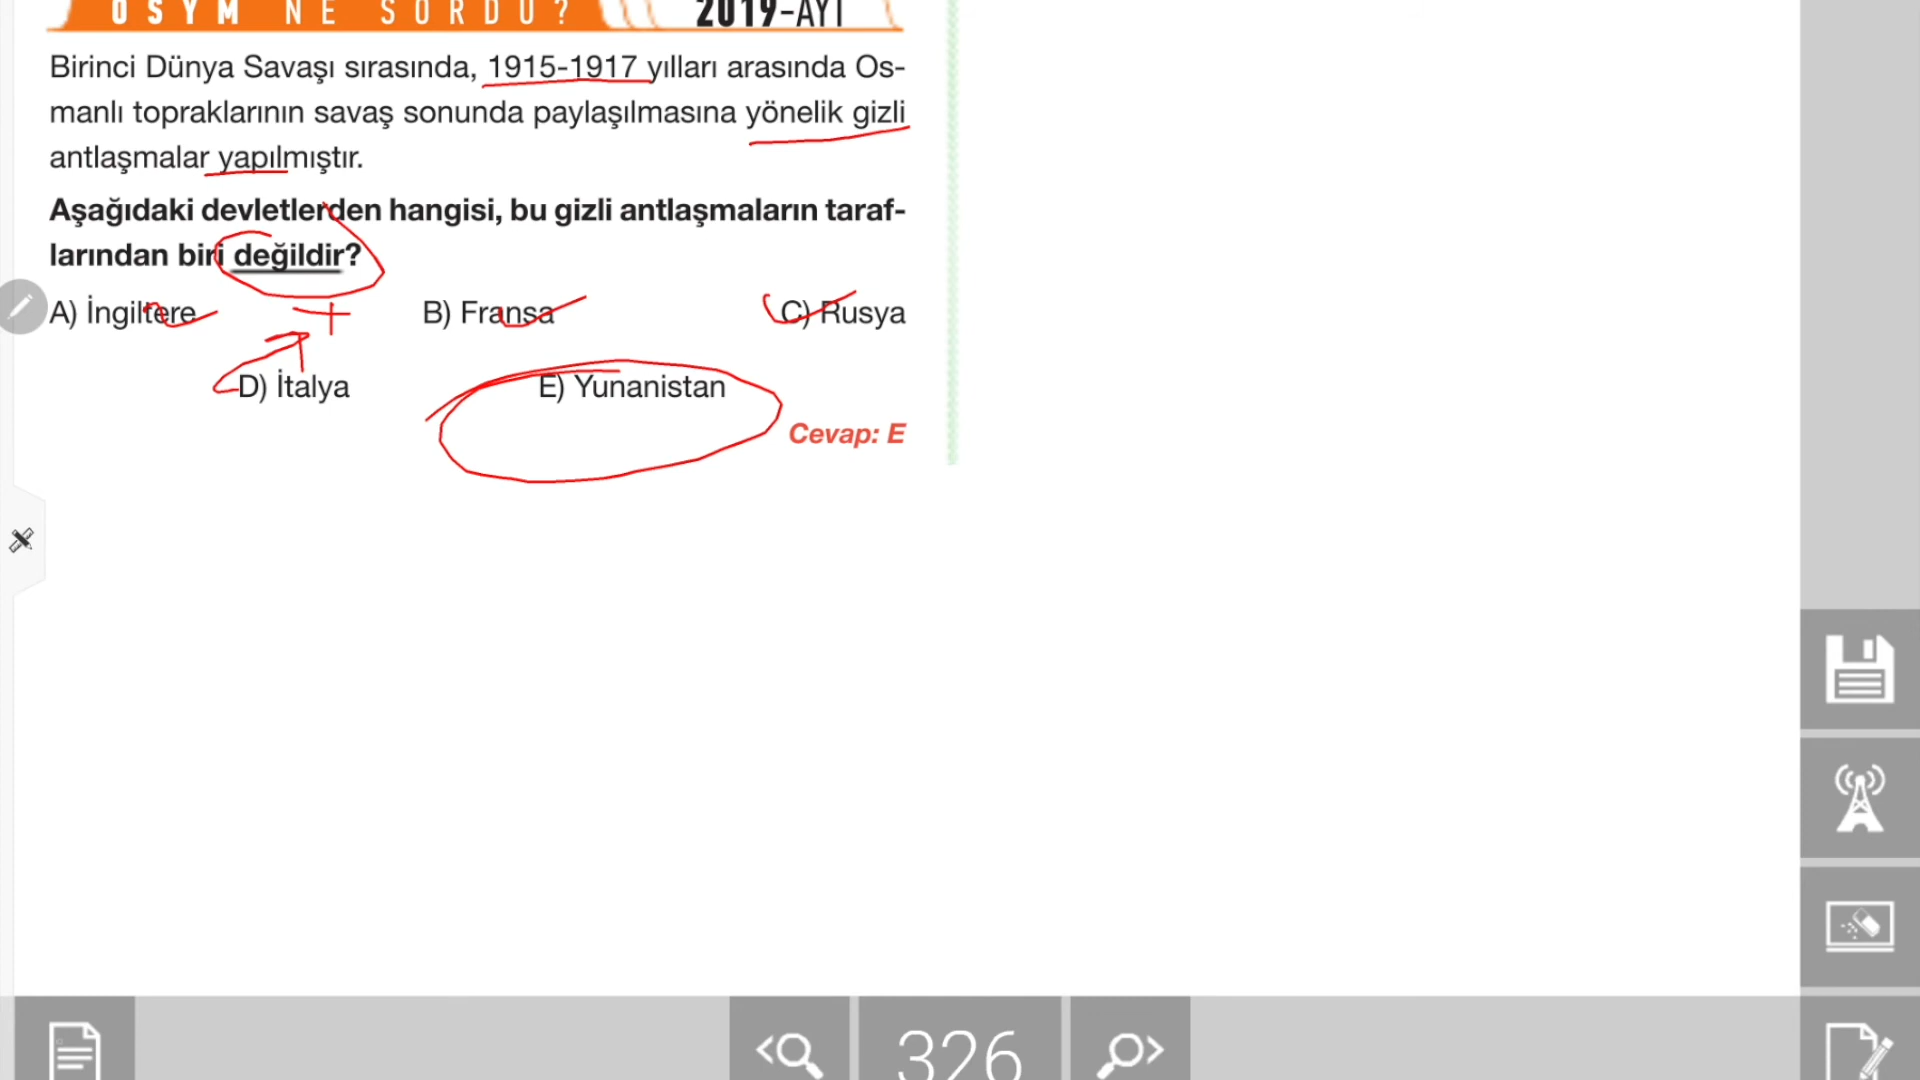 ÖSYM NE SORDU? 2019-AYT
Birinci Dünya Savaşı sırasında, 1915-1917 yılları arasında Os-
manlı topraklarının savaş sonunda paylaşılmasına yönelik gizli
antlaşmalar yapılmıştır.
Aşağıdaki devletlerden hangisi, bu gizli antlaşmaların taraf-
larından biri değildir?
A) İngiltere B) Fransa C) Rusya
D) İtalya E) Yunanistan
Cevap: E
326